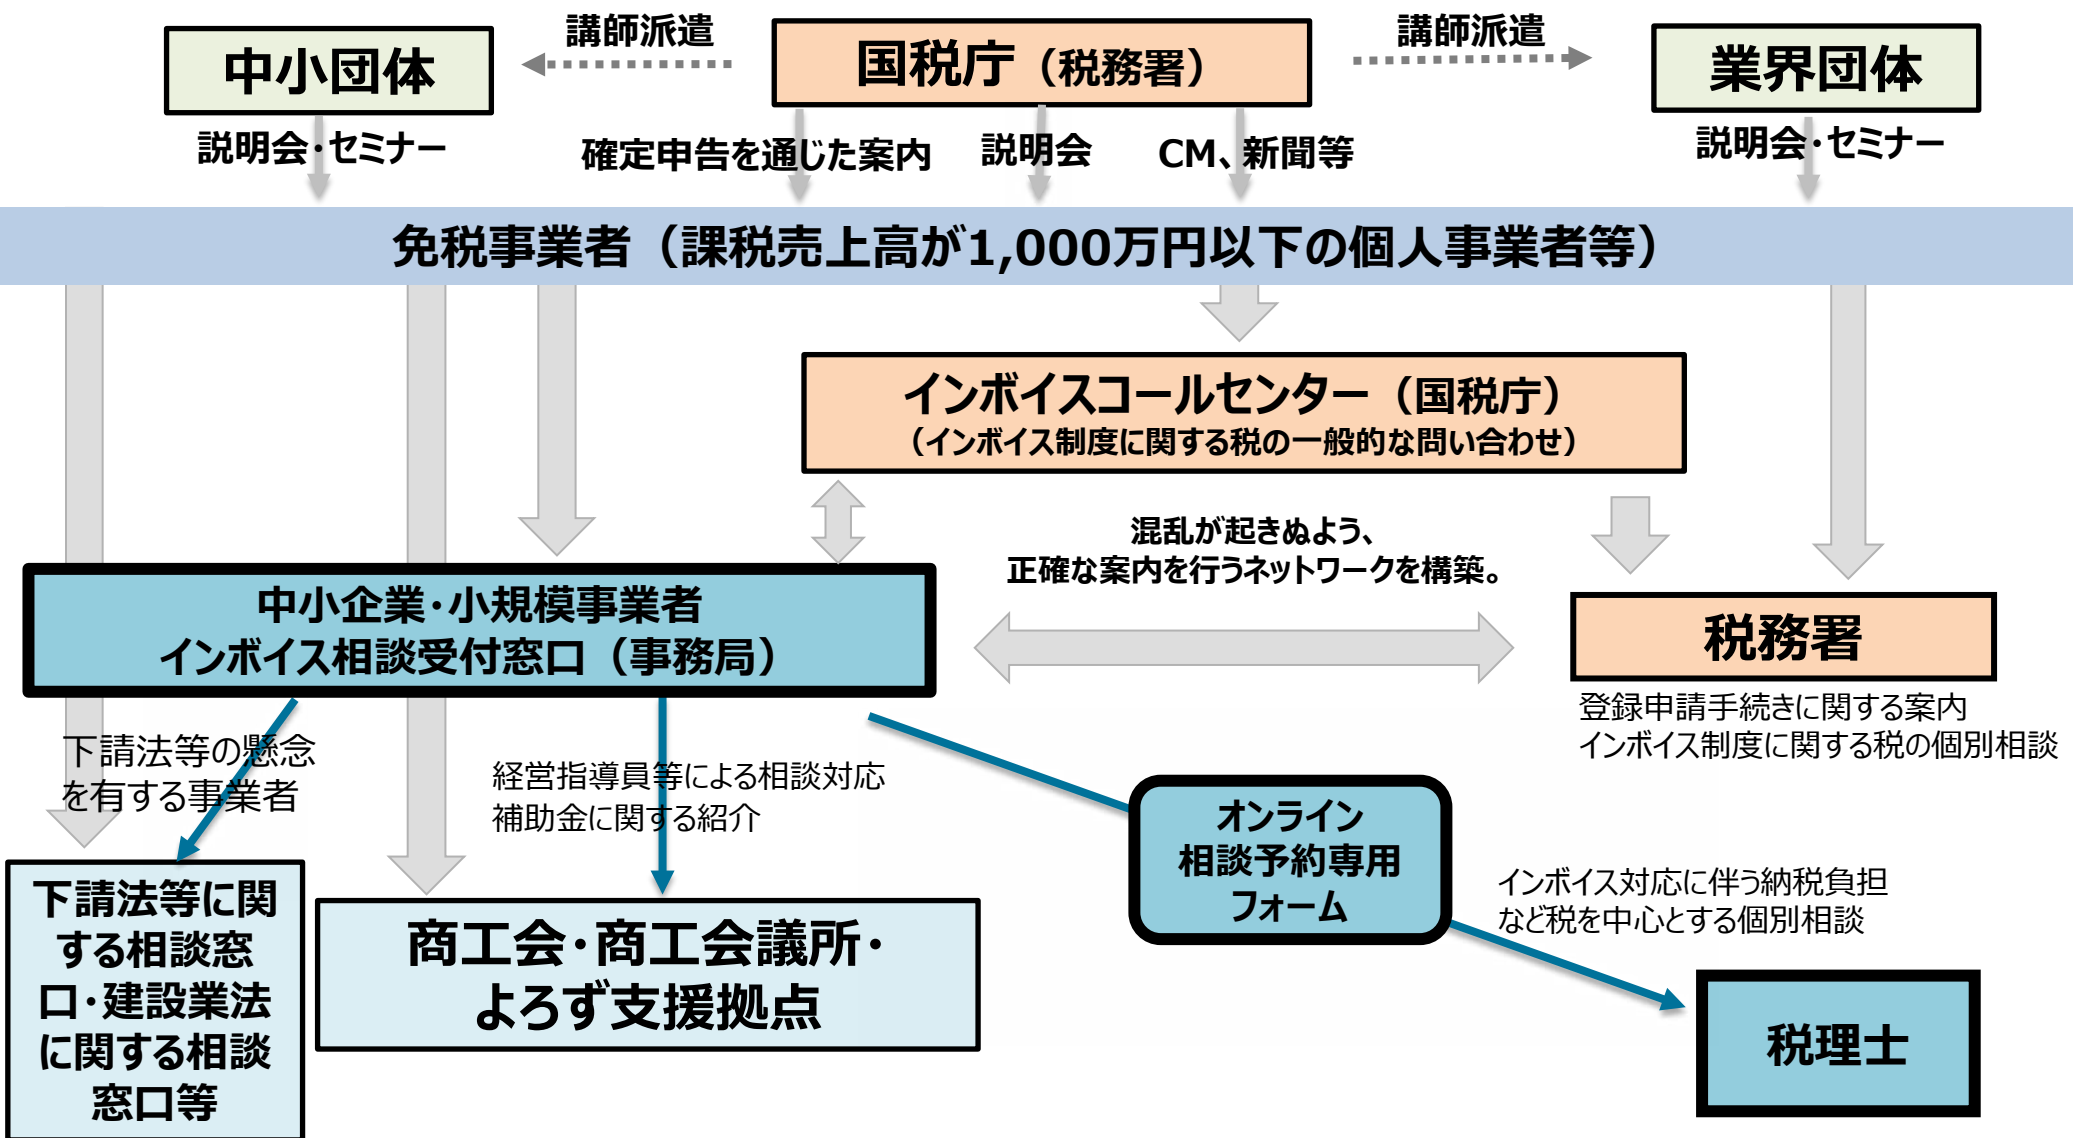 講師派遣
講師派遣
中小団体
国税庁（税務署）
業界団体
説明会・セミナー
確定申告を通じた案内
説明会
CM、新聞等
説明会・セミナー
免税事業者（課税売上高が1,000万円以下の個人事業者等）
インボイスコールセンター（国税庁）
（インボイス制度に関する税の一般的な問い合わせ）
混乱が起きぬよう、
正確な案内を行うネットワークを構築。
中小企業・小規模事業者
インボイス相談受付窓口（事務局）
税務署
登録申請手続きに関する案内
インボイス制度に関する税の個別相談
下請法等の懸念
を有する事業者
経営指導員等による相談対応
補助金に関する紹介
オンライン
相談予約専用
フォーム
インボイス対応に伴う納税負担
など税を中心とする個別相談
下請法等に関
する相談窓
口・建設業法
に関する相談
窓口等
商工会・商工会議所・
よろず支援拠点
税理士